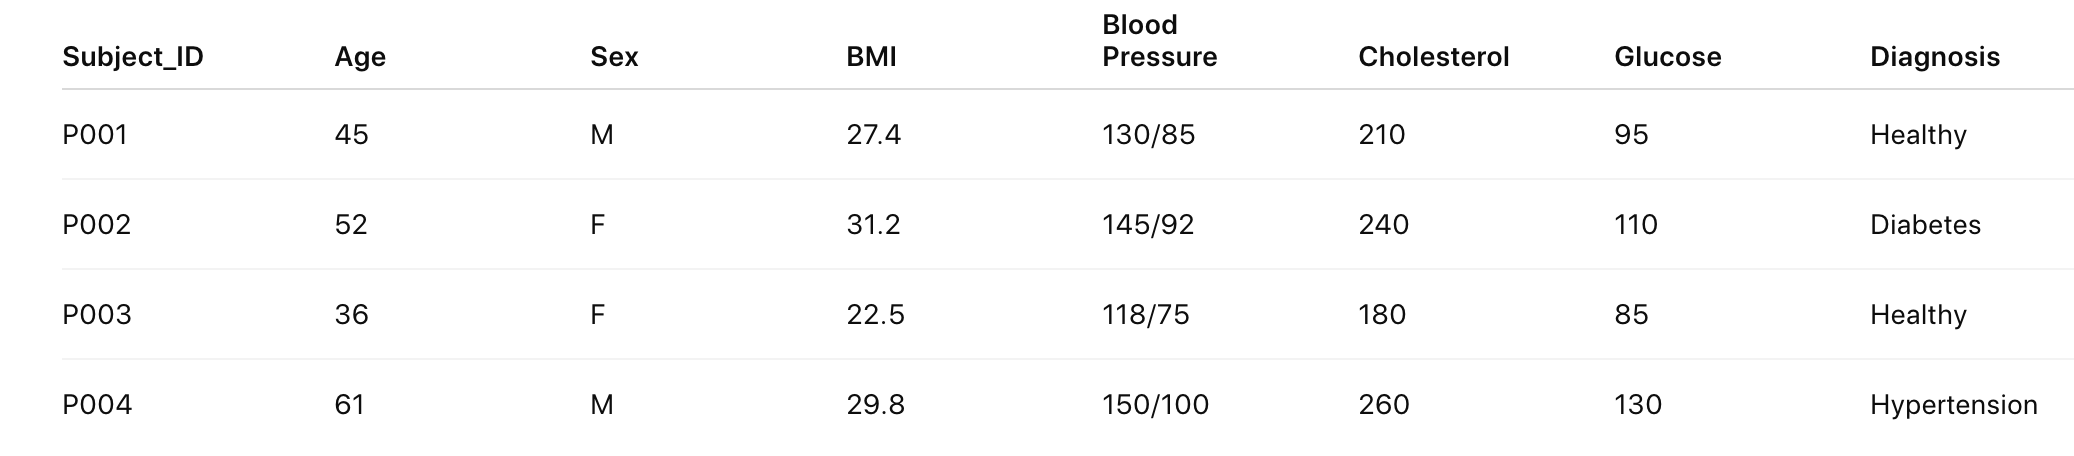 Subject_ID Age Sex BMI Blood Pressure Cholesterol Glucose Diagnosis
P001 45 M 27.4 130/85 210 95 Healthy
P002 52 F 31.2 145/92 240 110 Diabetes
P003 36 F 22.5 118/75 180 85 Healthy
P004 61 M 29.8 150/100 260 130 Hypertension